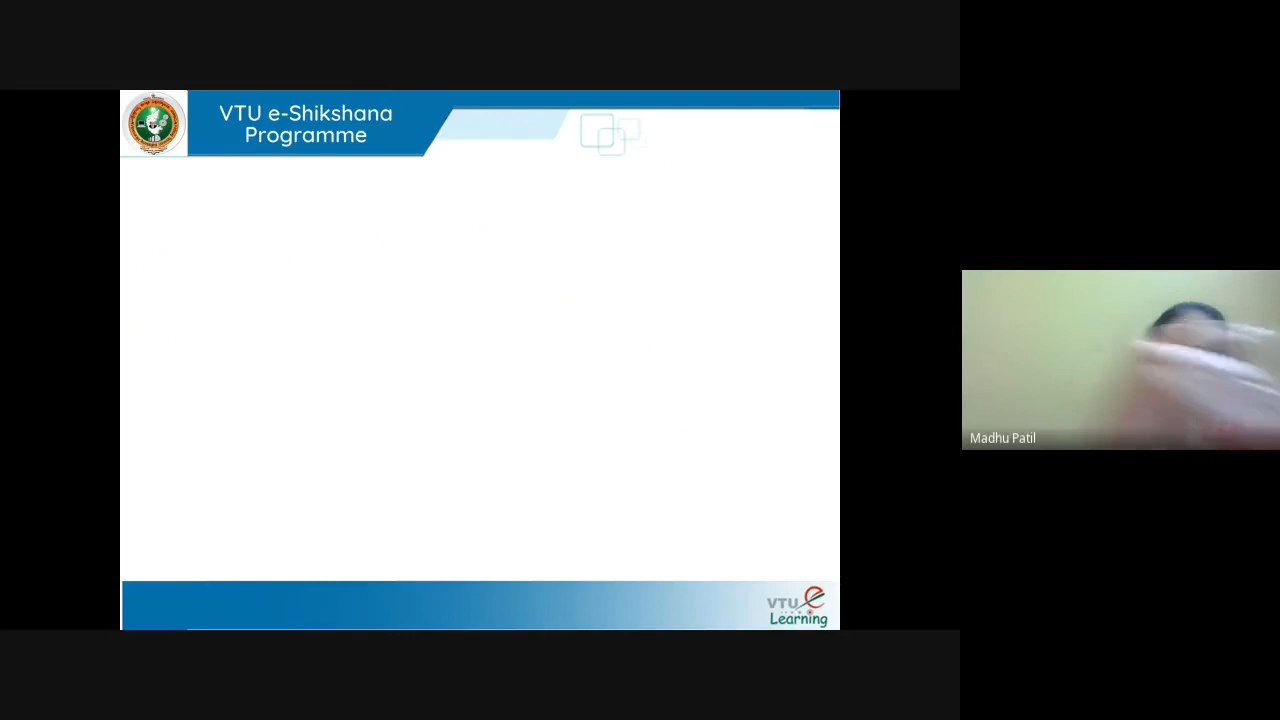 VTU e-Shikshana
Programme
Madhu Patil
VTU e
Learning